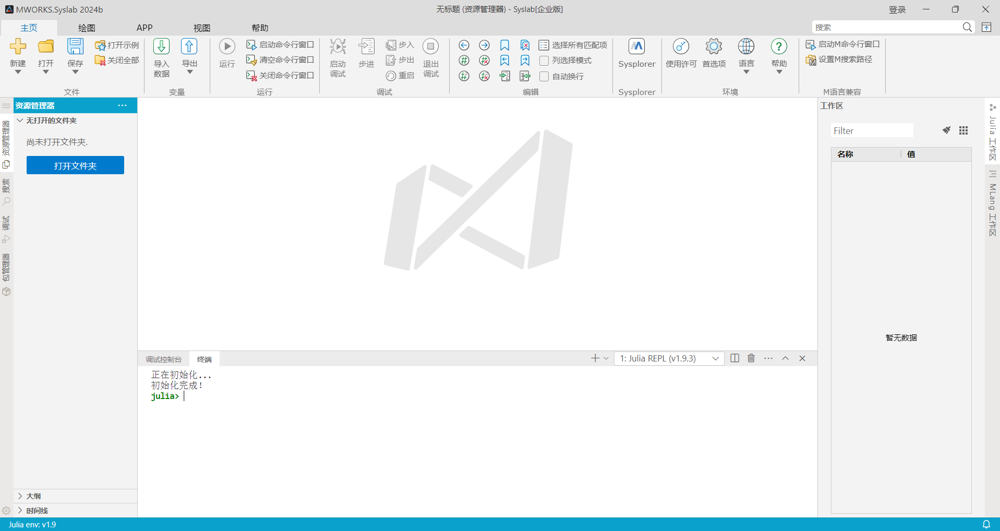 MWORKS.Syslab 2024b
无标题 (资源管理器) - Syslab[企业版]
登录
主页
绘图
APP
视图
帮助
搜索
新建
打开
保存
打开示例
关闭全部
文件
导入
数据
导出
变量
运行
启动命令行窗口
清空命令行窗口
关闭命令行窗口
运行
启动
调试
步进
步入
步出
重启
退出
调试
调试
选择所有匹配项
列选择模式
自动换行
编辑
Sysplorer
Sysplorer
使用许可
首选项
语言
帮助
环境
启动M命令行窗口
设置M搜索路径
M语言兼容
资源管理器
搜索
调试
包管理器
资源管理器
无打开的文件夹
尚未打开文件夹.
打开文件夹
大纲
时间线
调试控制台
终端
1: Julia REPL (v1.9.3)
正在初始化...
初始化完成!
julia>
工作区
Filter
名称
值
暂无数据
Julia 工作区
MLang 工作区
Julia env: v1.9